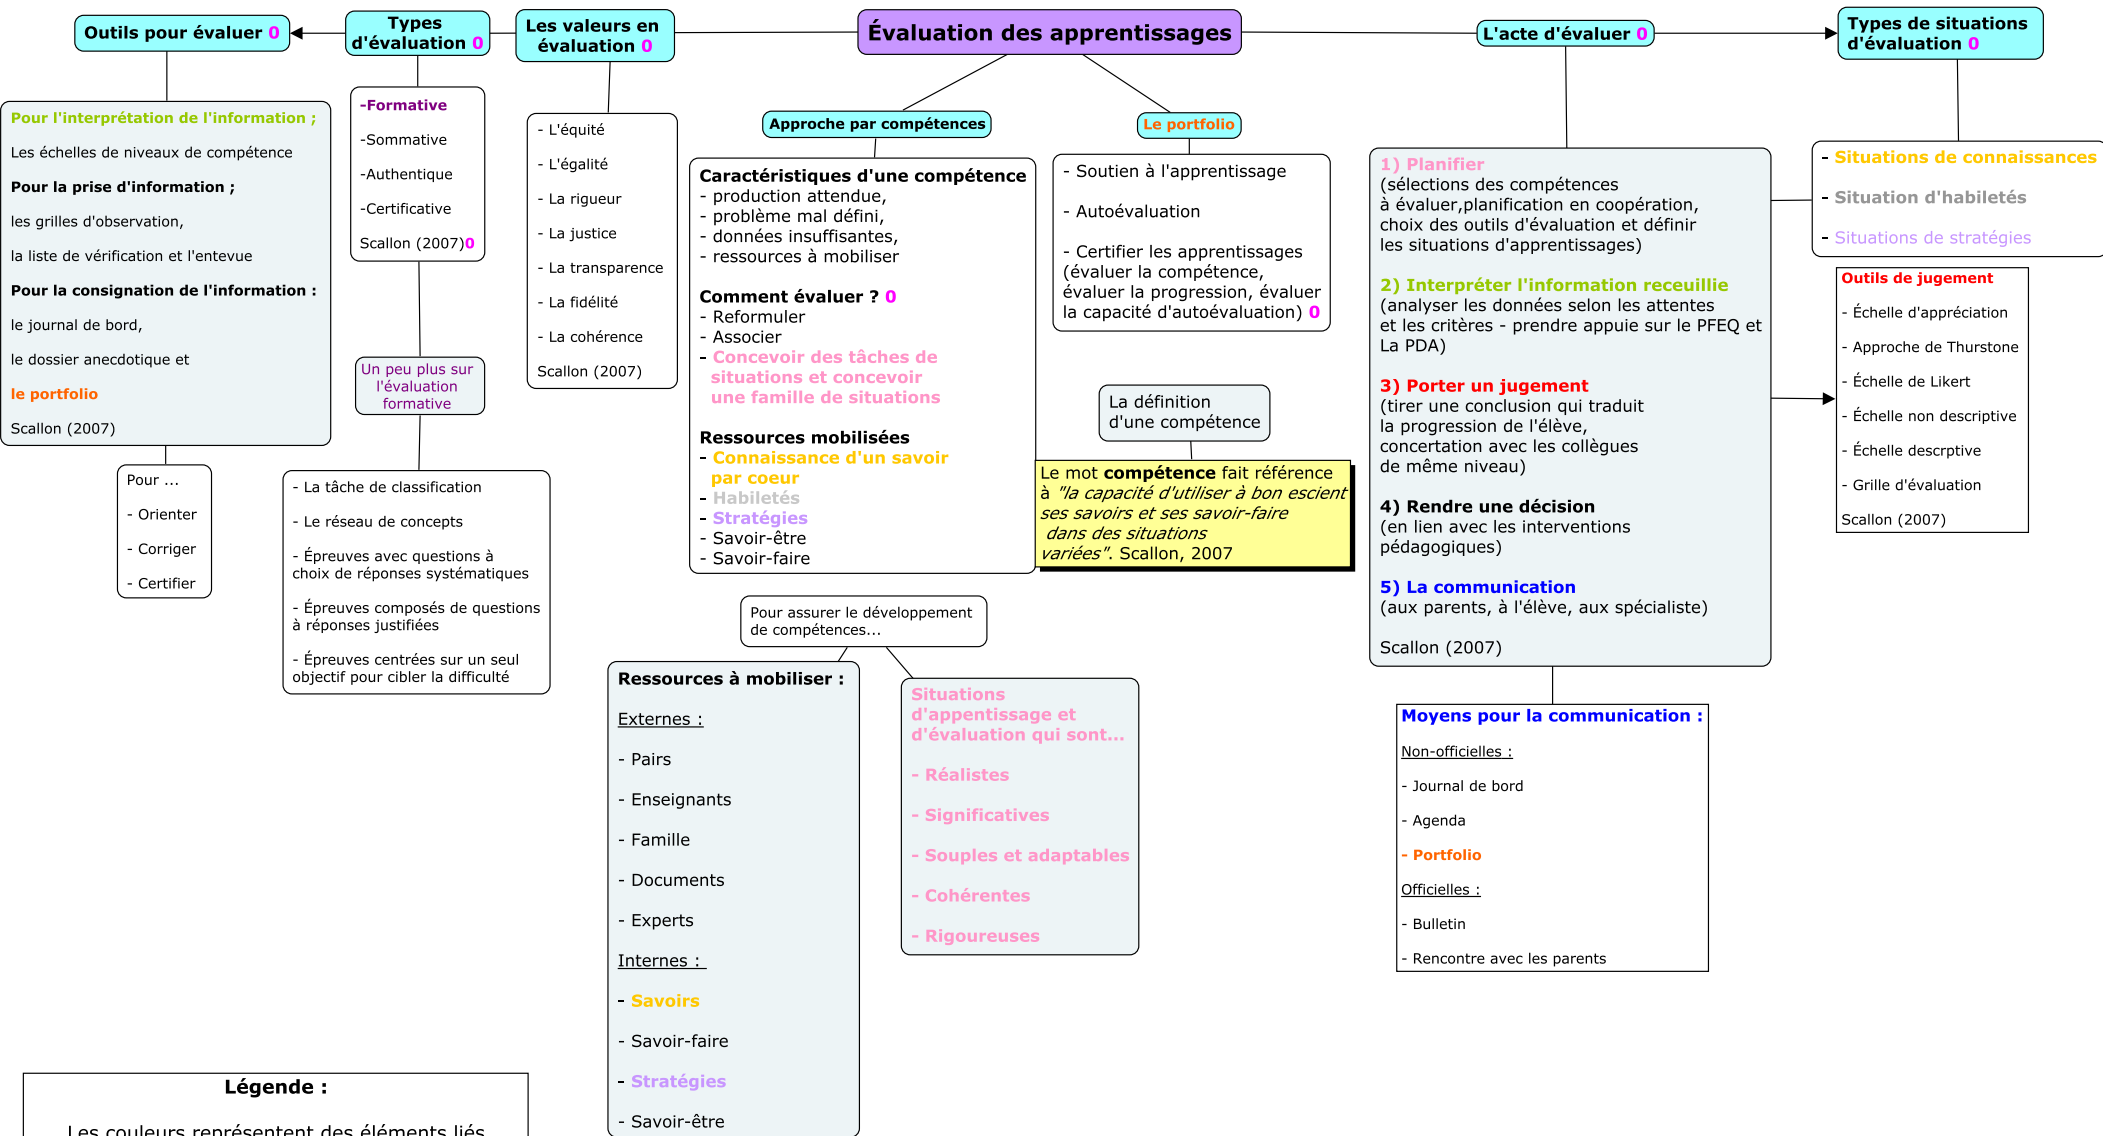 Outils pour évaluer 0
Types
d'évaluation 0
Les valeurs en
évaluation 0
Évaluation des apprentissages
L'acte d'évaluer 0
Types de situations
d'évaluation 0
Pour l'interprétation de l'information ;
Les échelles de niveaux de compétence
Pour la prise d'information ;
les grilles d'observation,
la liste de vérification et l'entevue
Pour la consignation de l'information :
le journal de bord,
le dossier anecdotique et
le portfolio
Scallon (2007)
Pour ...
- Orienter
- Corriger
- Certifier
-Formative
-Sommative
-Authentique
-Certificative
Scallon (2007)0
Un peu plus sur
l'évaluation
formative
- La tâche de classification
- Le réseau de concepts
- Épreuves avec questions à
choix de réponses systématiques
- Épreuves composés de questions
à réponses justifiées
- Épreuves centrées sur un seul
objectif pour cibler la difficulté
- L'équité
- L'égalité
- La rigueur
- La justice
- La transparence
- La fidélité
- La cohérence
Scallon (2007)
Approche par compétences
Caractéristiques d'une compétence
- production attendue,
- problème mal défini,
- données insuffisantes,
- ressources à mobiliser
Comment évaluer ? 0
- Reformuler
- Associer
- Concevoir des tâches de
situations et concevoir
une famille de situations
Ressources mobilisées
- Connaissance d'un savoir
par coeur
- Habiletés
- Stratégies
- Savoir-être
- Savoir-faire
Le portfolio
- Soutien à l'apprentissage
- Autoévaluation
- Certifier les apprentissages
(évaluer la compétence,
évaluer la progression, évaluer
la capacité d'autoévaluation) 0
La définition
d'une compétence
Le mot compétence fait référence
à "la capacité d'utiliser à bon escient
ses savoirs et ses savoir-faire
dans des situations
variées". Scallon, 2007
Pour assurer le développement
de compétences...
Ressources à mobiliser :
Externes :
- Pairs
- Enseignants
- Famille
- Documents
- Experts
Internes :
- Savoirs
- Savoir-faire
- Stratégies
- Savoir-être
Situations
d'appentissage et
d'évaluation qui sont...
- Réalistes
- Significatives
- Souples et adaptables
- Cohérentes
- Rigoureuses
1) Planifier
(sélections des compétences
à évaluer,planification en coopération,
choix des outils d'évaluation et définir
les situations d'apprentissages)
2) Interpréter l'information receuillie
(analyser les données selon les attentes
et les critères - prendre appuie sur le PFEQ et
La PDA)
3) Porter un jugement
(tirer une conclusion qui traduit
la progression de l'élève,
concertation avec les collègues
de même niveau)
4) Rendre une décision
(en lien avec les interventions
pédagogiques)
5) La communication
(aux parents, à l'élève, aux spécialiste)
Scallon (2007)
Moyens pour la communication :
Non-officielles :
- Journal de bord
- Agenda
- Portfolio
Officielles :
- Bulletin
- Rencontre avec les parents
- Situations de connaissances
- Situation d'habiletés
- Situations de stratégies
Outils de jugement
- Échelle d'appréciation
- Approche de Thurstone
- Échelle de Likert
- Échelle non descriptive
- Échelle descrptive
- Grille d'évaluation
Scallon (2007)
Légende :
Les couleurs représentent des éléments liés